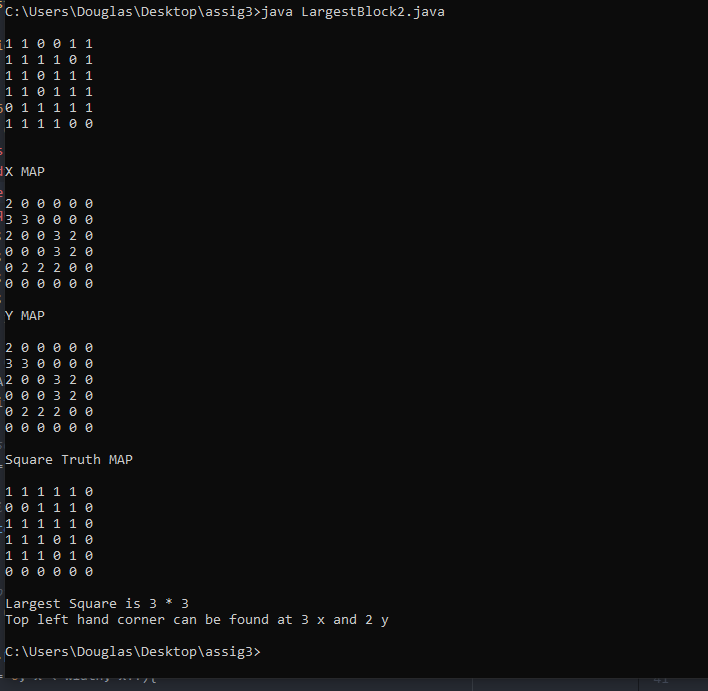 C:\Users\Douglas\Desktop\assig3>java LargestBlock2.java
1 1 0 0 1 1
1 1 1 1 0 1
1 1 0 1 1 1
1 1 0 1 1 1
0 1 1 1 1 1
1 1 1 1 0 0
X MAP
2 0 0 0 0 0
3 3 0 0 0 0
2 0 0 3 2 0
0 0 0 3 2 0
0 2 2 2 0 0
0 0 0 0 0 0
Y MAP
2 0 0 0 0 0
3 3 0 0 0 0
2 0 0 3 2 0
0 0 0 3 2 0
0 2 2 2 0 0
0 0 0 0 0 0
Square Truth MAP
1 1 1 1 1 0
0 0 1 1 1 0
1 1 1 1 1 0
1 1 1 0 1 0
1 1 1 0 1 0
0 0 0 0 0 0
Largest Square is 3 * 3
Top left hand corner can be found at 3 x and 2 y
C:\Users\Douglas\Desktop\assig3>